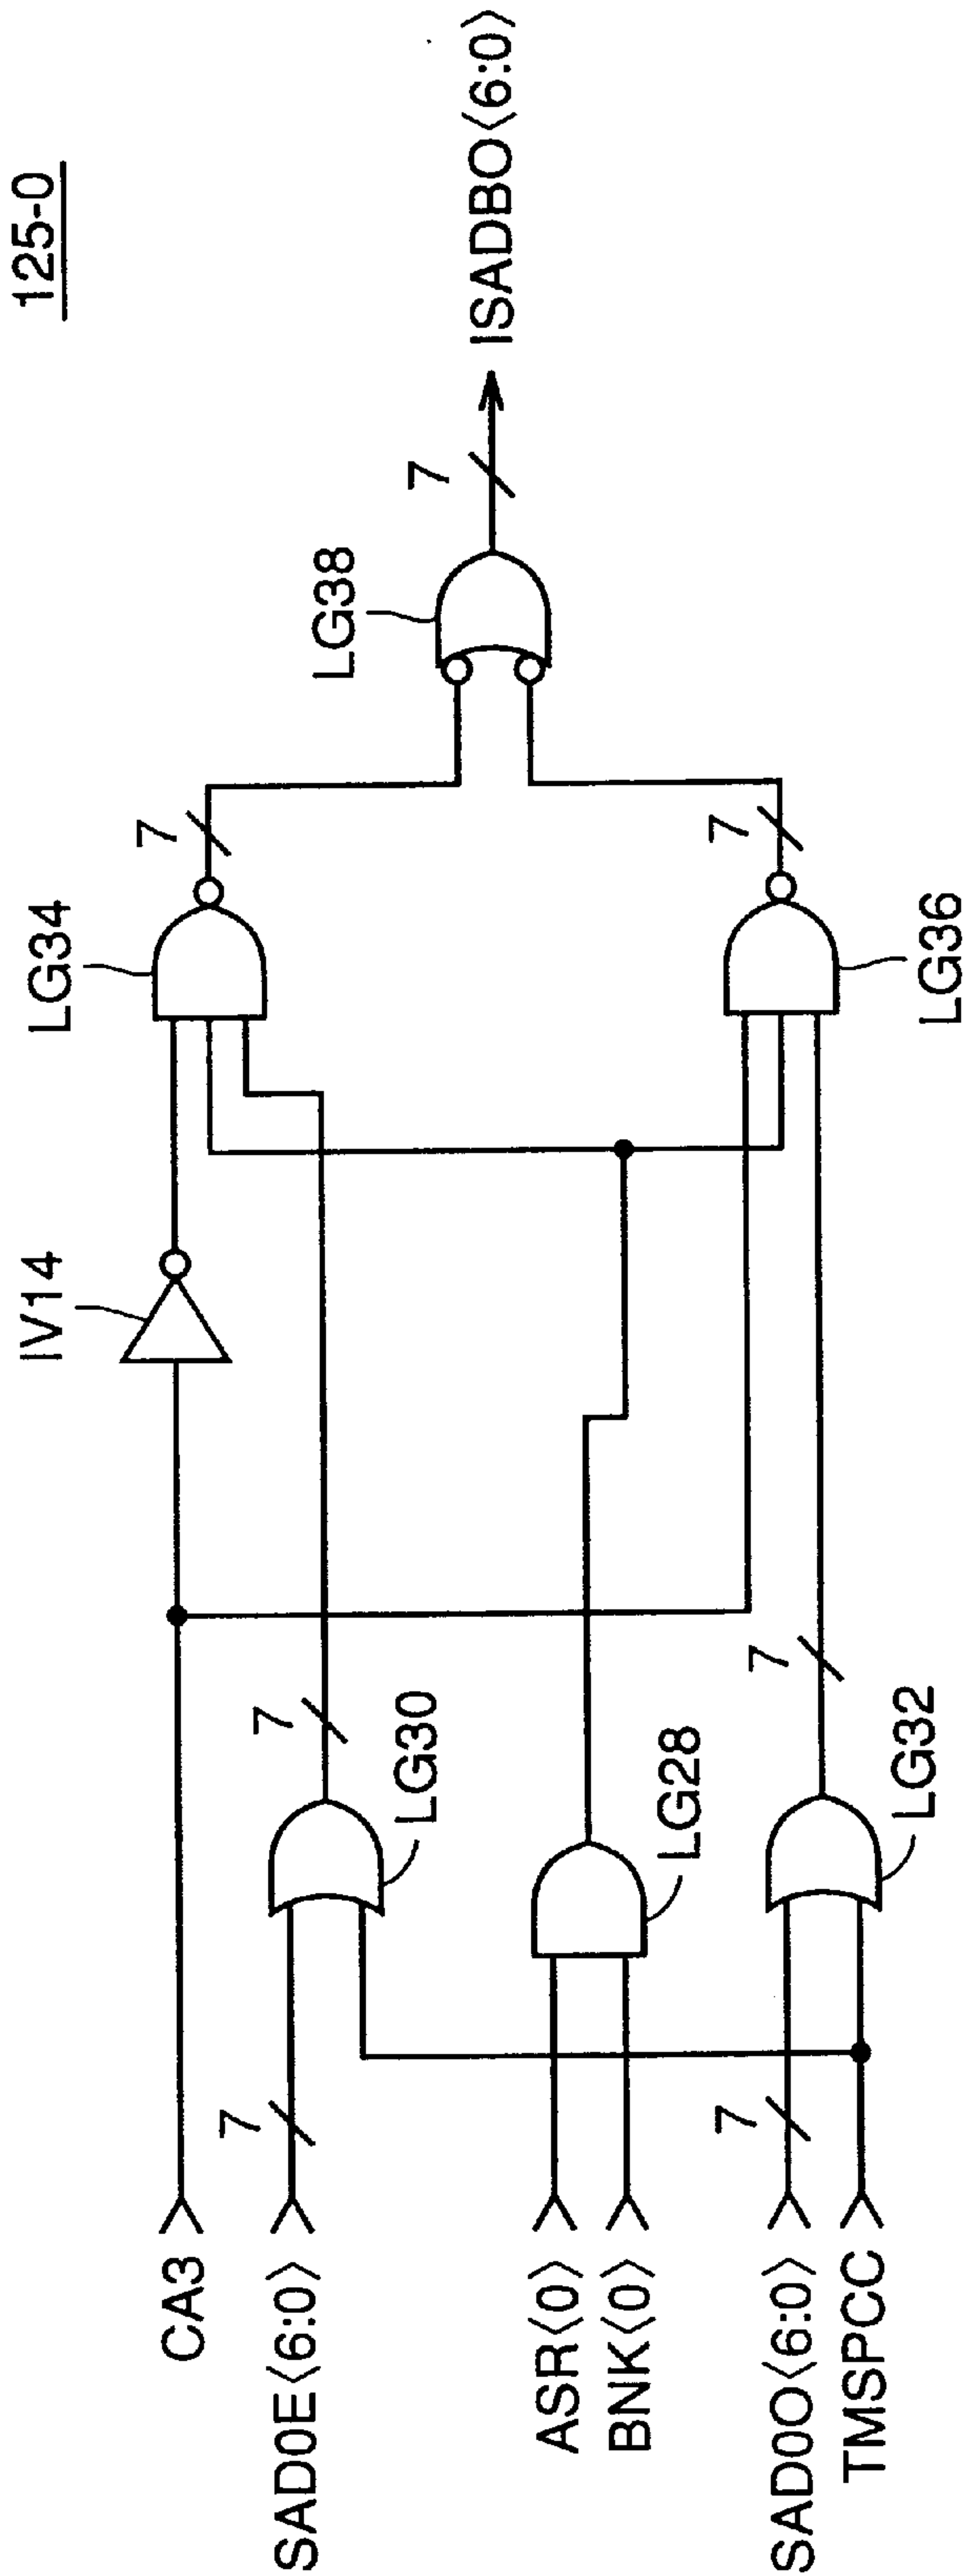 125-0
CA3
SAD0E<6:0>
ASR<0>
BNK<0>
SAD0O<6:0>
TMSPCC
7
7
7
LG30
LG28
7
LG32
IV14
LG34
LG36
7
7
LG38
7
ISADBO<6:0>